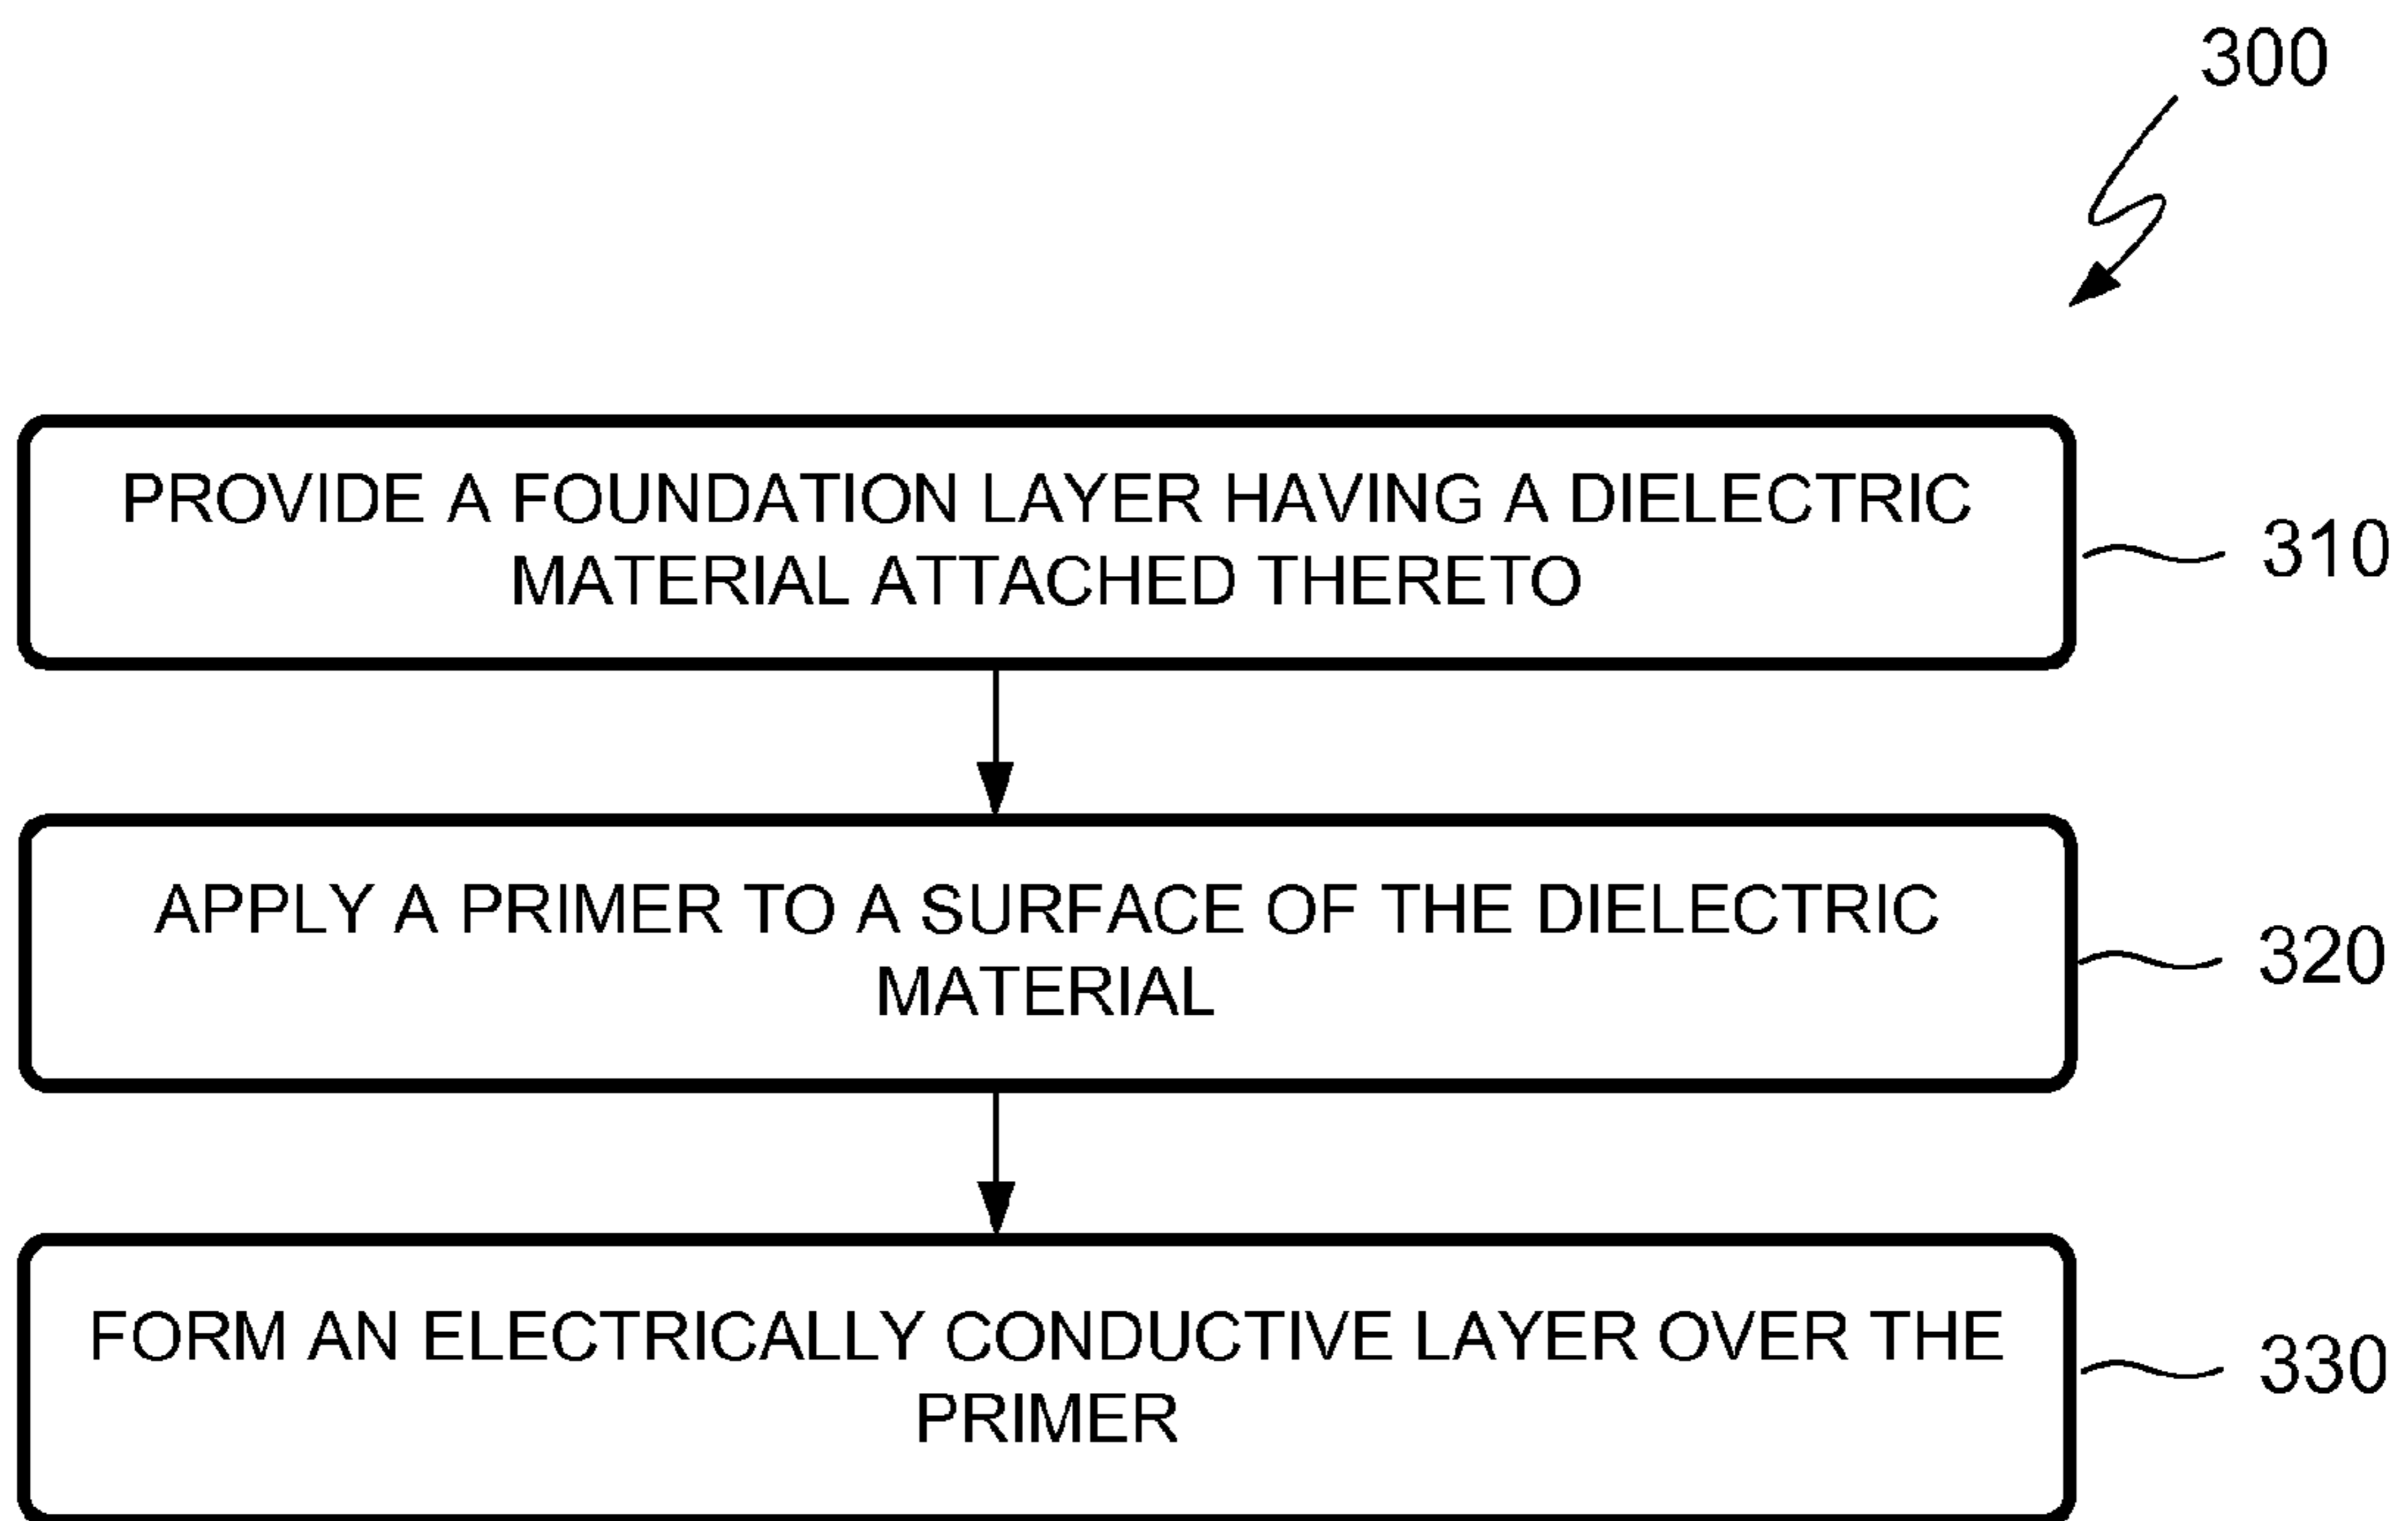 300
PROVIDE A FOUNDATION LAYER HAVING A DIELECTRIC
MATERIAL ATTACHED THERETO
310
APPLY A PRIMER TO A SURFACE OF THE DIELECTRIC
MATERIAL
320
FORM AN ELECTRICALLY CONDUCTIVE LAYER OVER THE
PRIMER
330